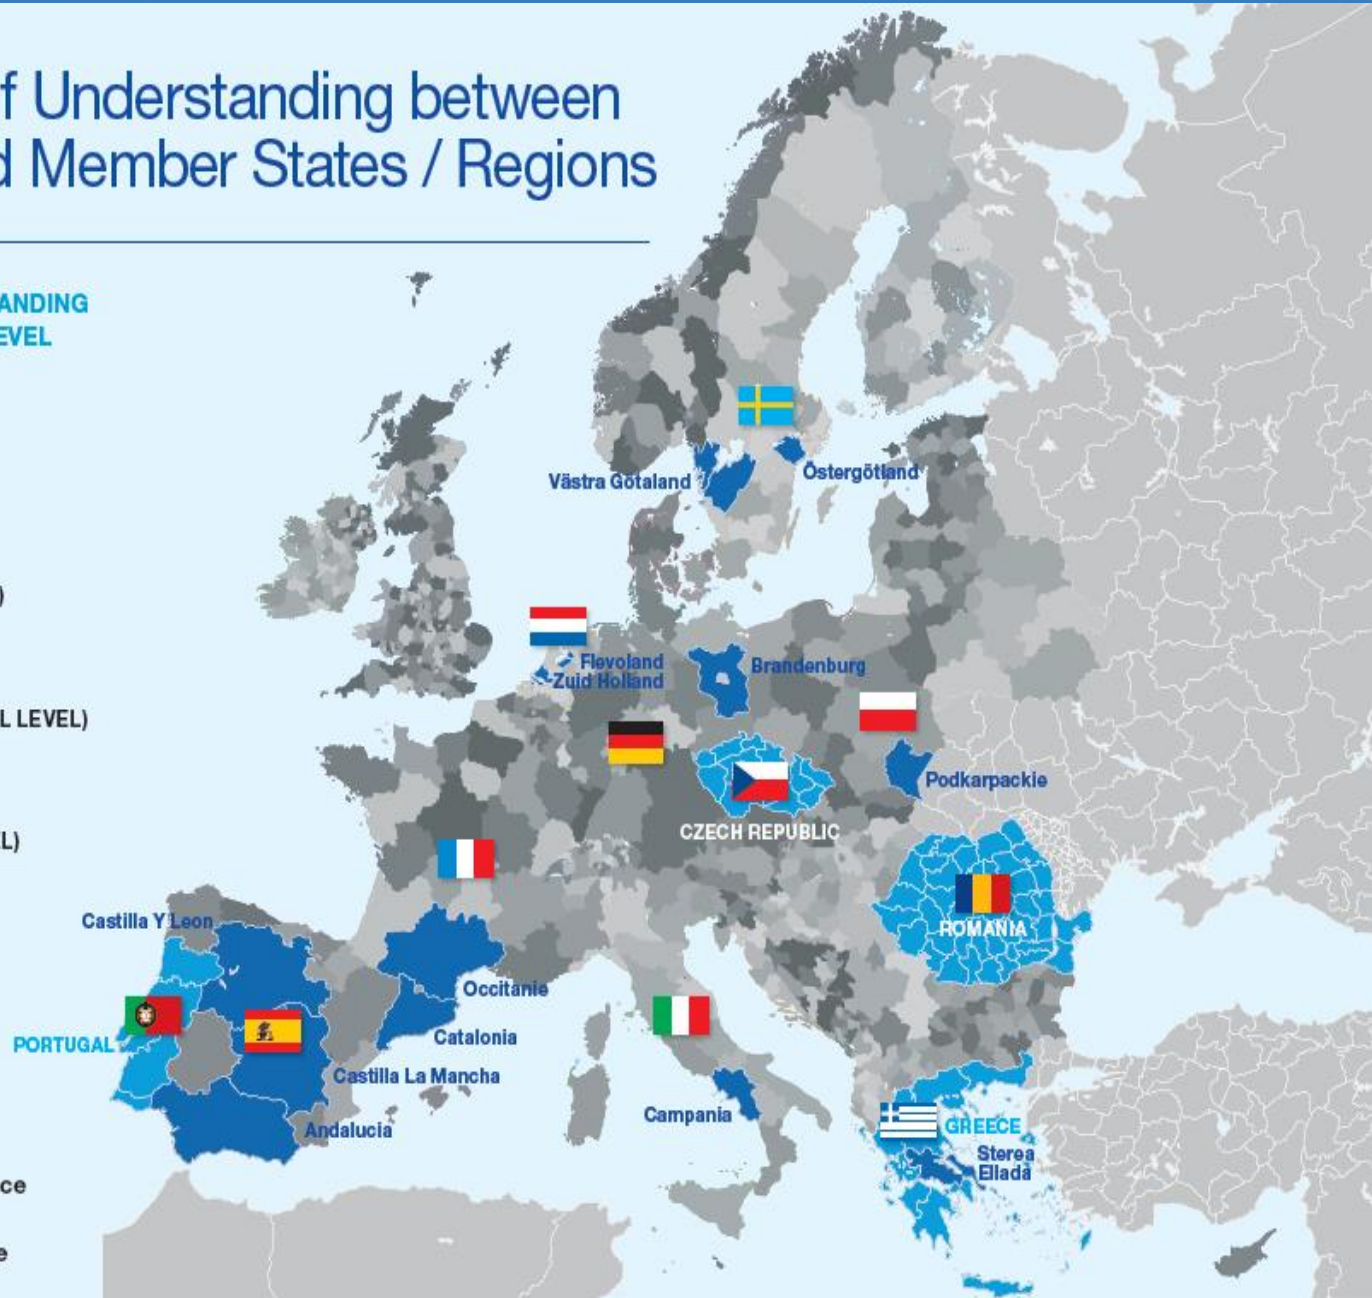 f Understanding between
d Member States / Regions
ANDING
EVEL
)
L LEVEL)
L)
ce
e
Västra Götaland
Östergötland
Flevoland
Zuid Holland
Brandenburg
Podkarpackie
CZECH REPUBLIC
ROMANIA
Castilla Y Leon
Occitanie
PORTUGAL
Catalonia
Castilla La Mancha
Andalucia
Campania
GREECE
Sterea
Ellada